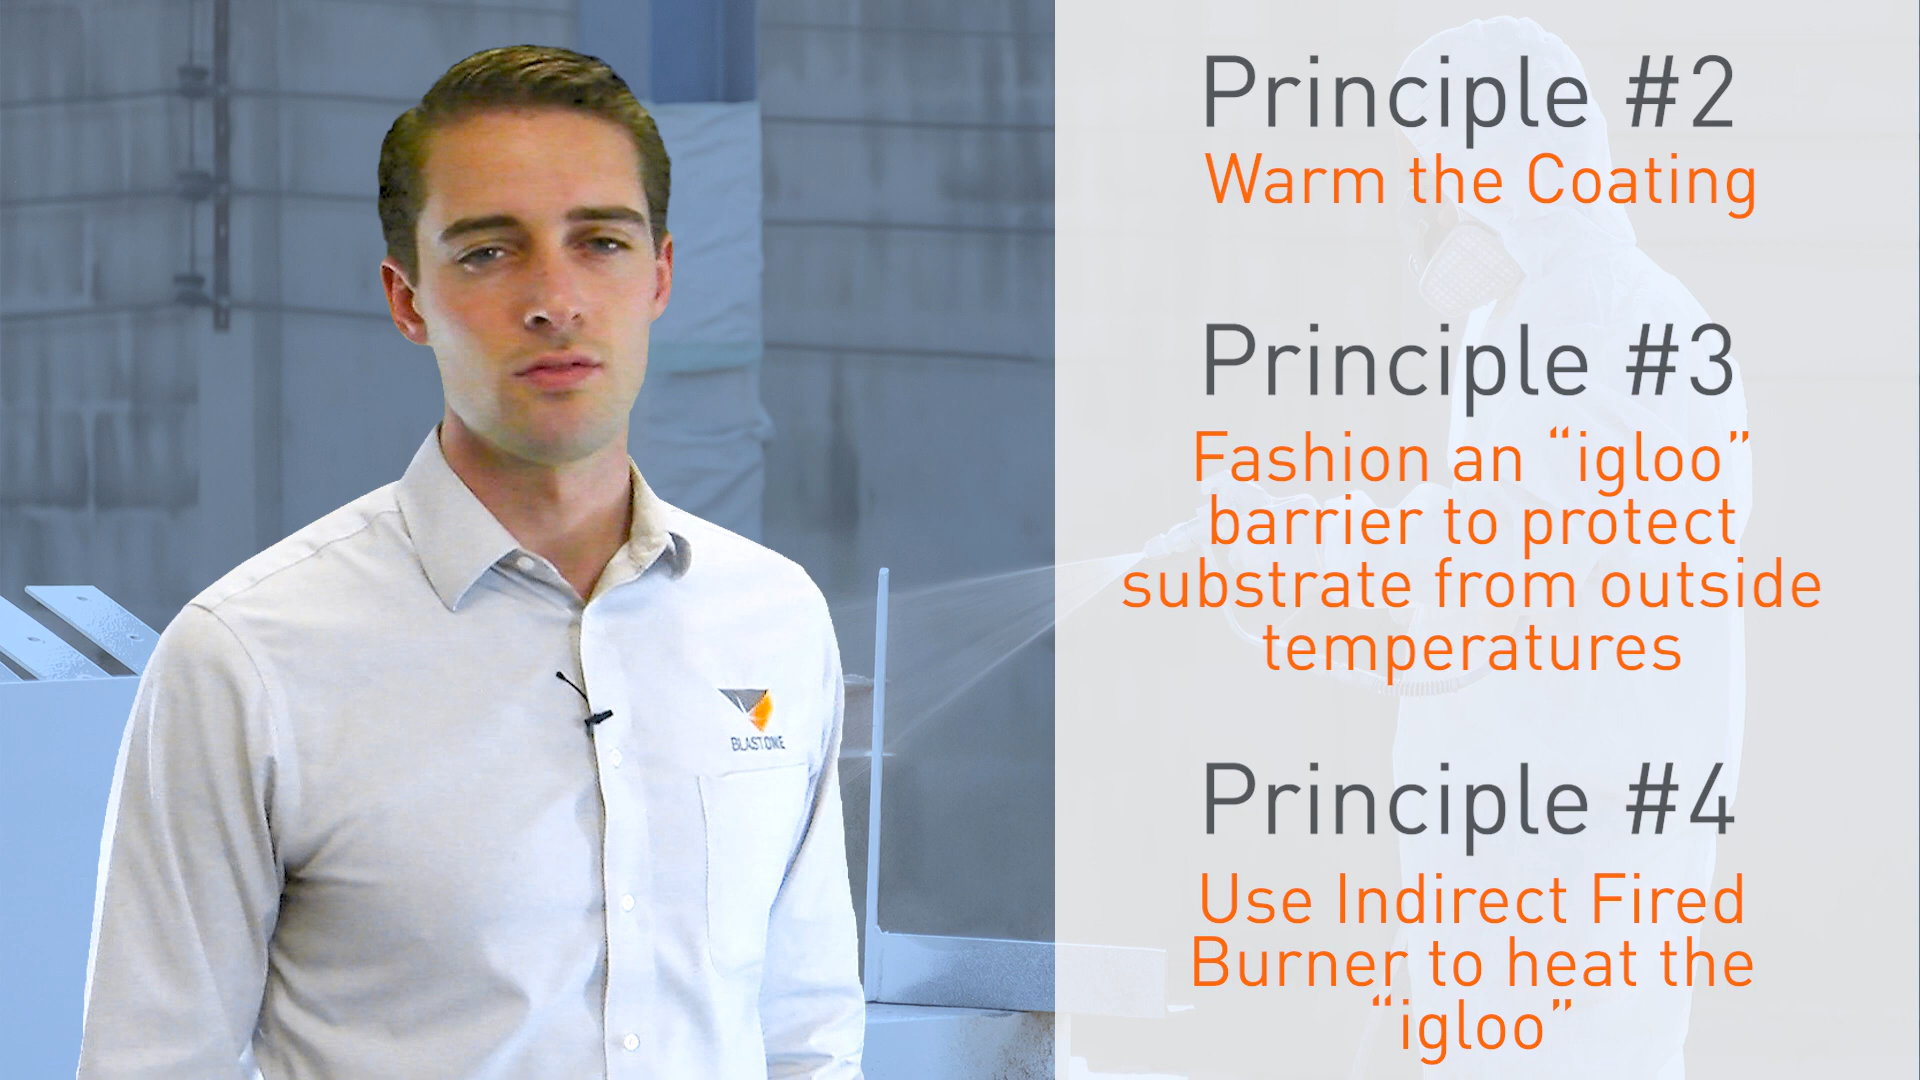 Principle #2
Warm the Coating
Principle #3
Fashion an “igloo”
barrier to protect
substrate from outside
temperatures
Principle #4
Use Indirect Fired
Burner to heat the
“igloo”
BLASTONE